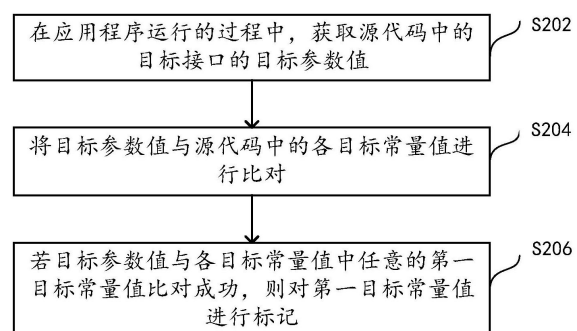 在应用程序运行的过程中，获取源代码中的
目标接口的目标参数值
S202
将目标参数值与源代码中的各目标常量值进
行比对
S204
若目标参数值与各目标常量值中任意的第一
目标常量值比对成功，则对第一目标常量值
进行标记
S206